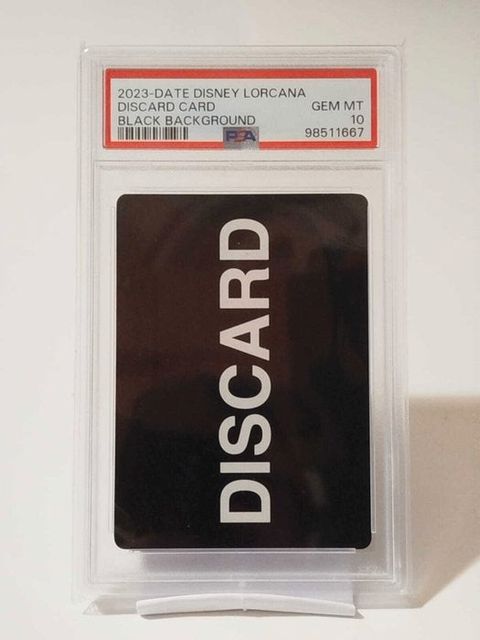 2023-DATE DISNEY LORCANA
DISCARD CARD GEM MT
BLACK BACKGROUND 10
PSA 98511667
DISCARD